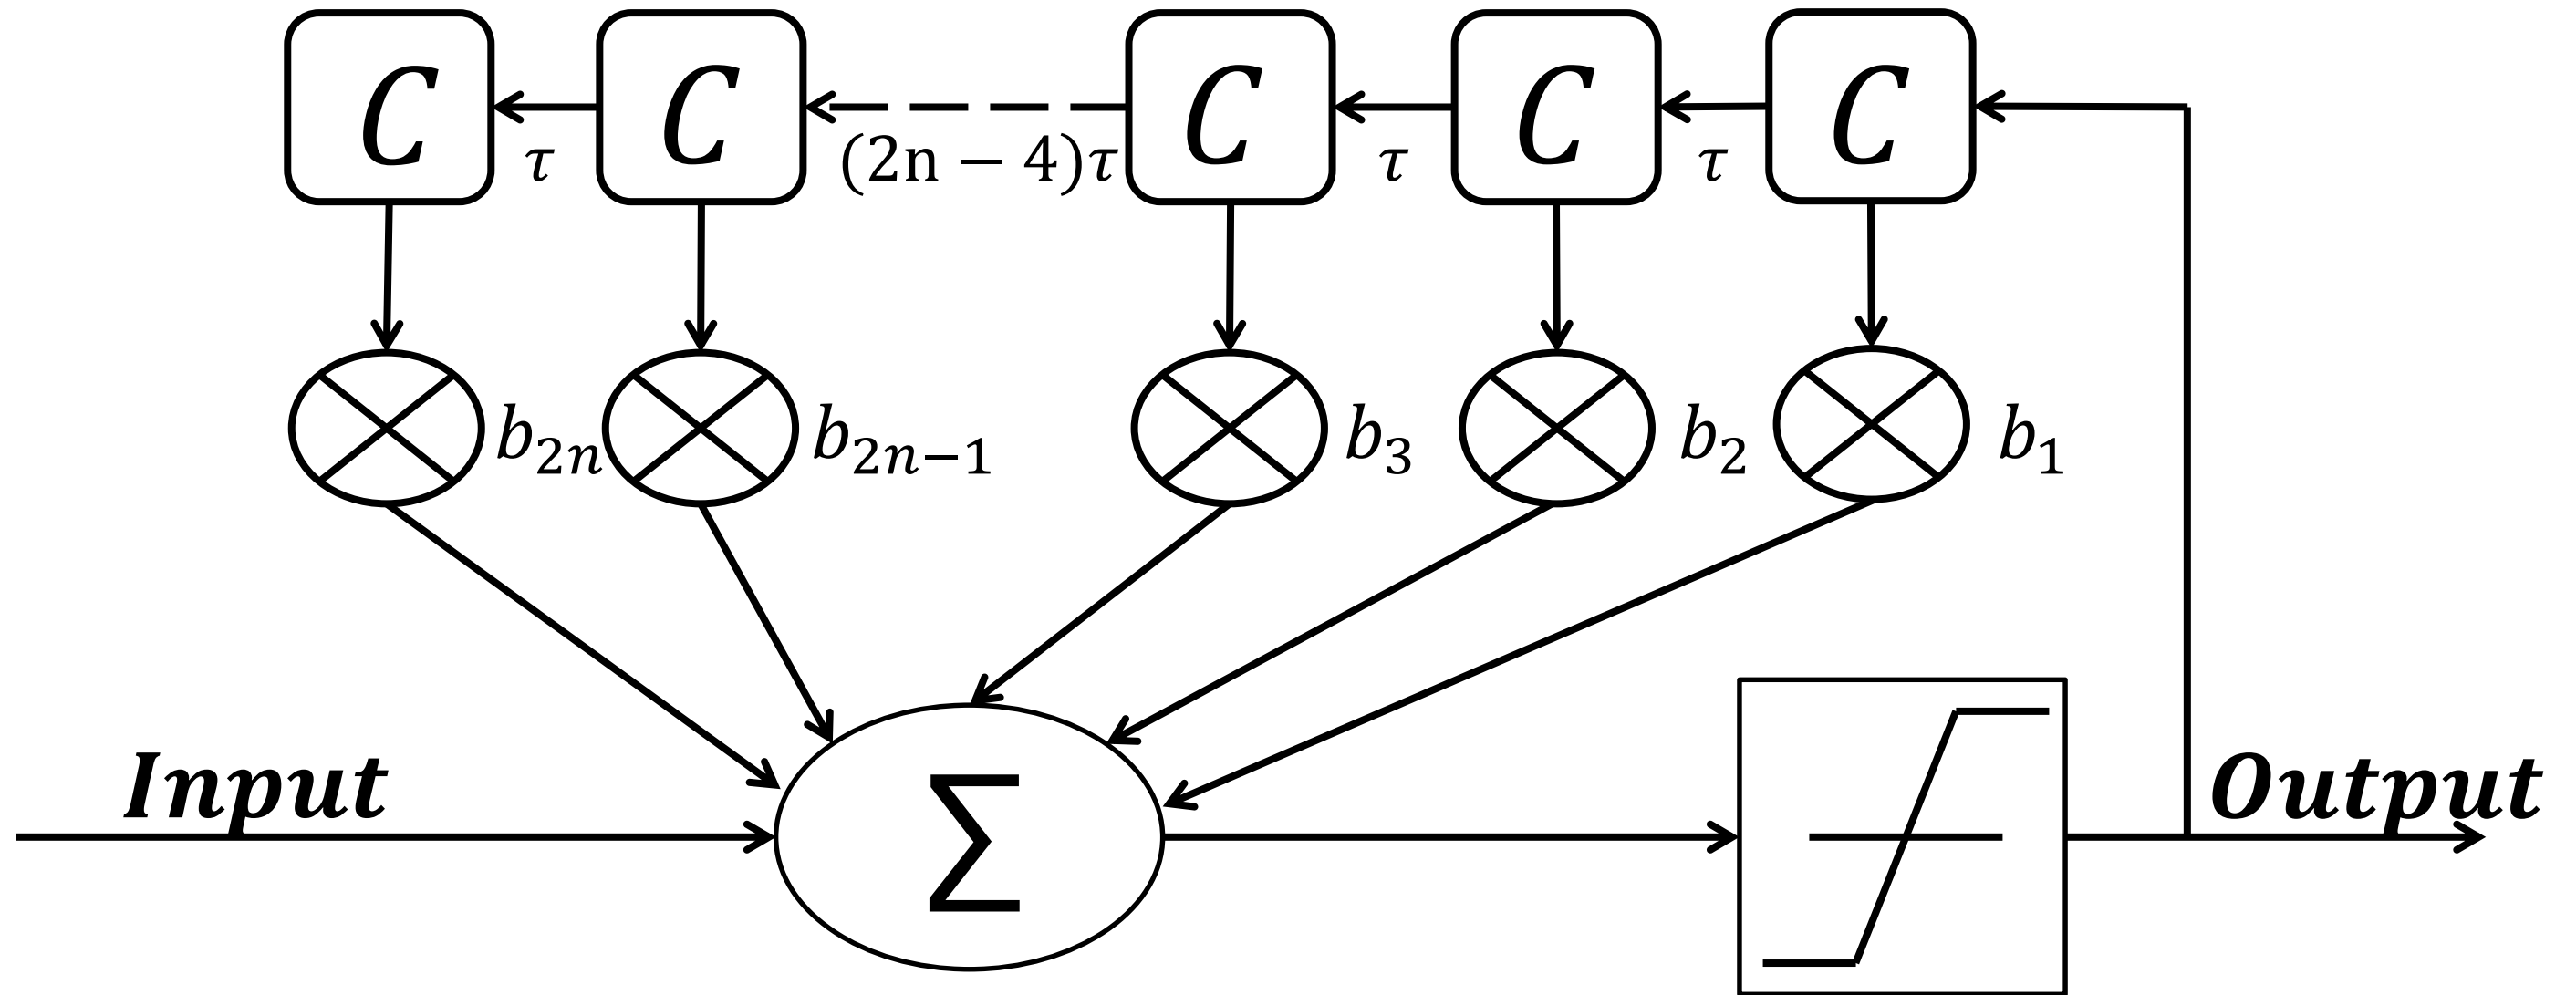 C C C C C
τ (2n − 4)τ τ τ
b₂ₙ b₂ₙ₋₁ b₃ b₂ b₁
Input Output
∑